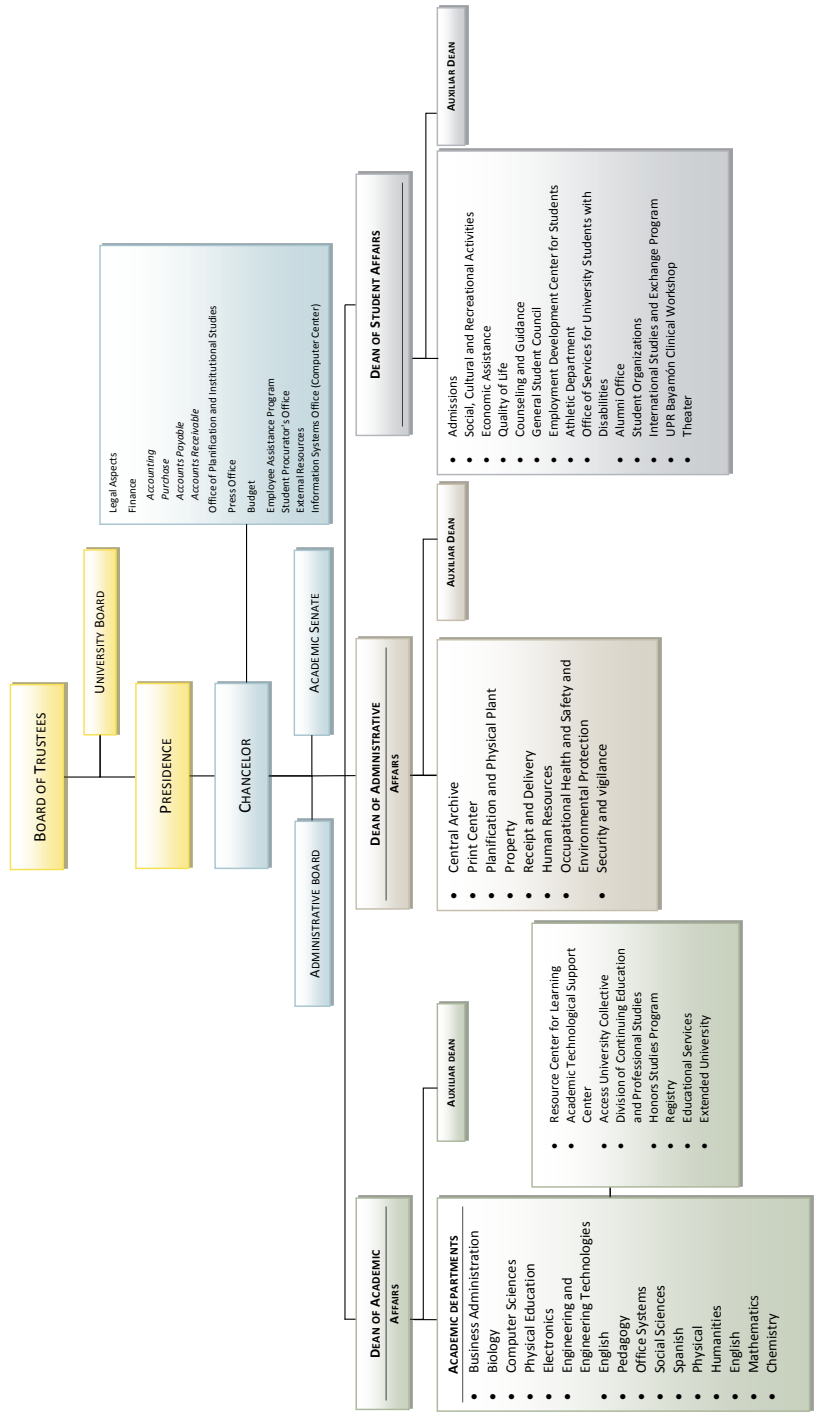 BOARD OF TRUSTEES
UNIVERSITY BOARD
PRESIDENCE
CHANCELOR
Legal Aspects
Finance
Accounting
Purchase
Accounts Payable
Accounts Receivable
Office of Planification and Institutional Studies
Press Office
Budget
Employee Assistance Program
Student Procurator's Office
External Resources
Information Systems Office (Computer Center)
ADMINISTRATIVE BOARD
ACADEMIC SENATE
DEAN OF ACADEMIC
AFFAIRS
AUXILIAR DEAN
ACADEMIC DEPARTMENTS
• Business Administration
• Biology
• Computer Sciences
• Physical Education
• Electronics
• Engineering and
Engineering Technologies
• English
• Pedagogy
• Office Systems
• Social Sciences
• Spanish
• Physical
• Humanities
• English
• Mathematics
• Chemistry
• Resource Center for Learning
• Academic Technological Support
Center
• Access University Collective
• Division of Continuing Education
and Professional Studies
• Honors Studies Program
• Registry
• Educational Services
• Extended University
DEAN OF ADMINISTRATIVE
AFFAIRS
AUXILIAR DEAN
• Central Archive
• Print Center
• Planification and Physical Plant
• Property
• Receipt and Delivery
• Human Resources
• Occupational Health and Safety and
Environmental Protection
• Security and vigilance
DEAN OF STUDENT AFFAIRS
AUXILIAR DEAN
• Admissions
• Social, Cultural and Recreational Activities
• Economic Assistance
• Quality of Life
• Counseling and Guidance
• General Student Council
• Employment Development Center for Students
• Athletic Department
• Office of Services for University Students with
Disabilities
• Alumni Office
• Student Organizations
• International Studies and Exchange Program
• UPR Bayamón Clinical Workshop
• Theater